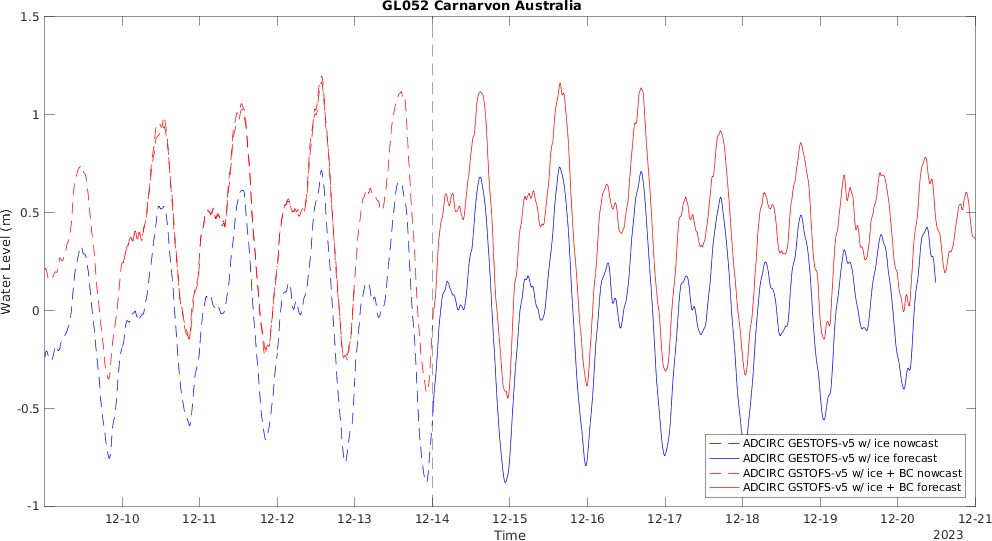 GL052 Carnarvon Australia
1.5
1
0.5
0
-0.5
-1
Water Level (m)
ADCIRC GESTOFS-v5 w/ ice nowcast
ADCIRC GESTOFS-v5 w/ ice forecast
ADCIRC GSTOFS-v5 w/ ice + BC nowcast
ADCIRC GSTOFS-v5 w/ ice + BC forecast
12-10 12-11 12-12 12-13 12-14 12-15 12-16 12-17 12-18 12-19 12-20 12-21
Time
2023